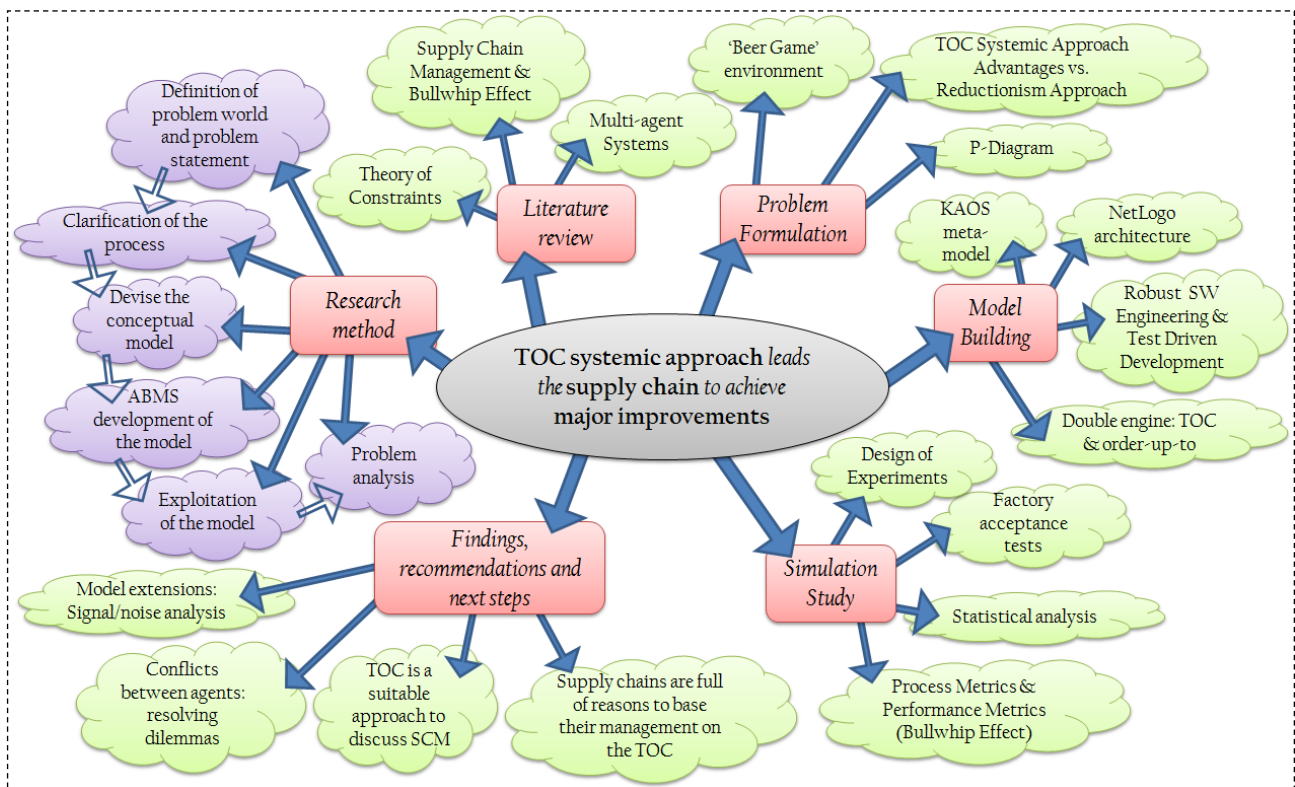 Supply Chain
Management &
Bullwhip Effect
'Beer Game'
environment
TOC Systemic Approach
Advantages vs.
Reductionism Approach
Definition of
problem world
and problem
statement
Multi-agent
Systems
P-Diagram
Theory of
Constraints
Literature
review
Problem
Formulation
KAOS
meta-
model
NetLogo
architecture
Clarification of the
process
Research
method
Devise the
conceptual
model
Model
Building
Robust SW
Engineering &
Test Driven
Development
TOC systemic approach leads
the supply chain to achieve
major improvements
ABMS
development of
the model
Problem
analysis
Double engine: TOC
& order-up-to
Exploitation
of the model
Design of
Experiments
Factory
acceptance
tests
Findings,
recommendations and
next steps
Simulation
Study
Model extensions:
Signal/noise analysis
Statistical analysis
Conflicts
between agents:
resolving
dilemmas
TOC is a
suitable
approach to
discuss SCM
Supply chains are full
of reasons to base
their management on
the TOC
Process Metrics &
Performance Metrics
(Bullwhip Effect)